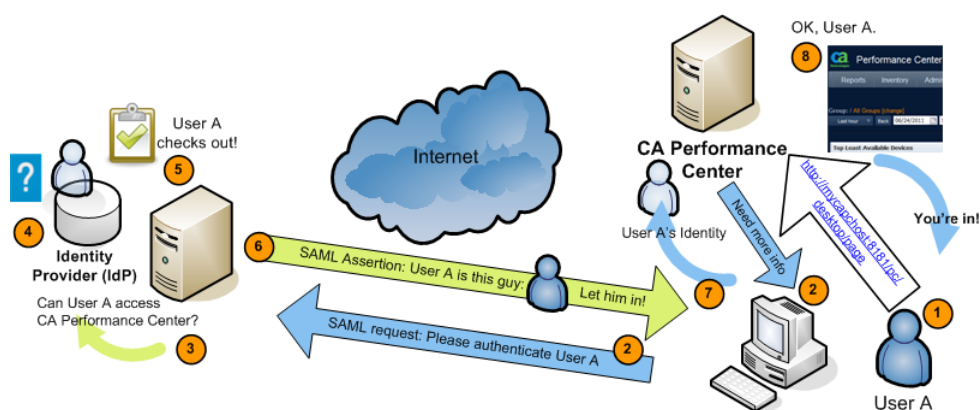 OK, User A.
8
ca
Performance Center
Reports Inventory Admin
Group: / All Groups [change]
Last hour Back 06/24/2011
Top Least Available Devices
You're in!
CA Performance
Center
http://mycapchost:8181/pc/
desktop/page
1
User A
Need more info
2
User A's Identity
7
Internet
User A
checks out!
5
?
4
Identity
Provider (IdP)
Can User A access
CA Performance Center?
3
6
SAML Assertion: User A is this guy:
Let him in!
SAML request: Please authenticate User A
2